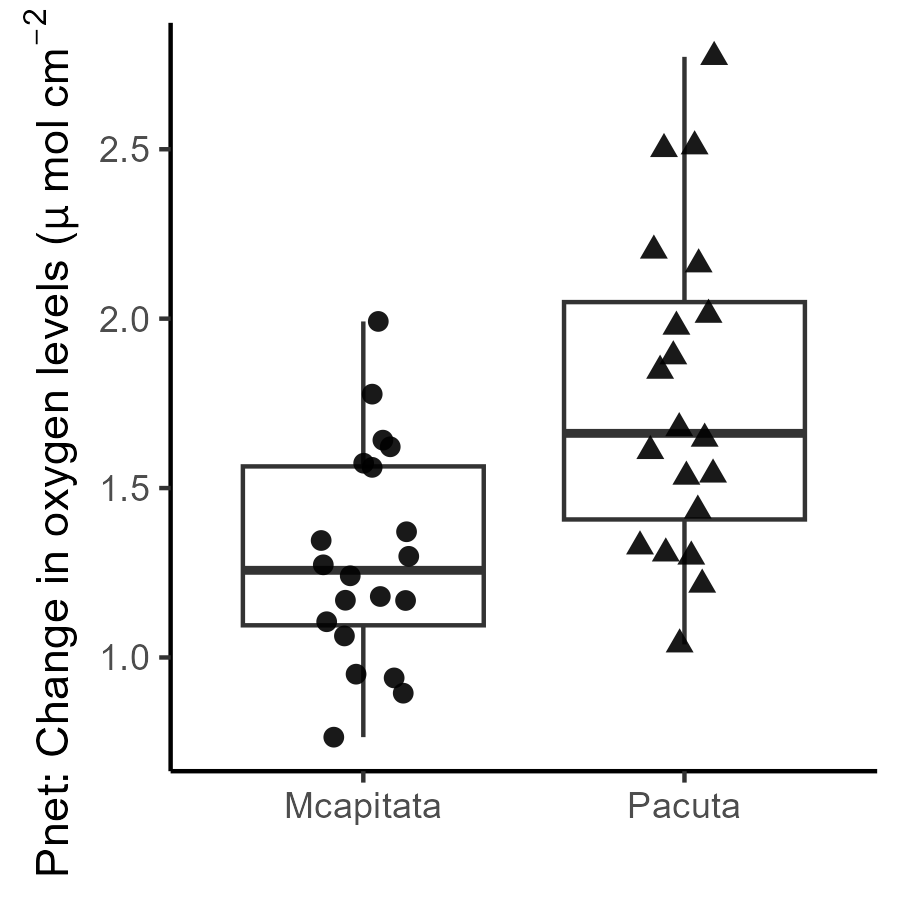 Pnet: Change in oxygen levels (μ mol cm⁻²
2.5
2.0
1.5
1.0
Mcapitata
Pacuta